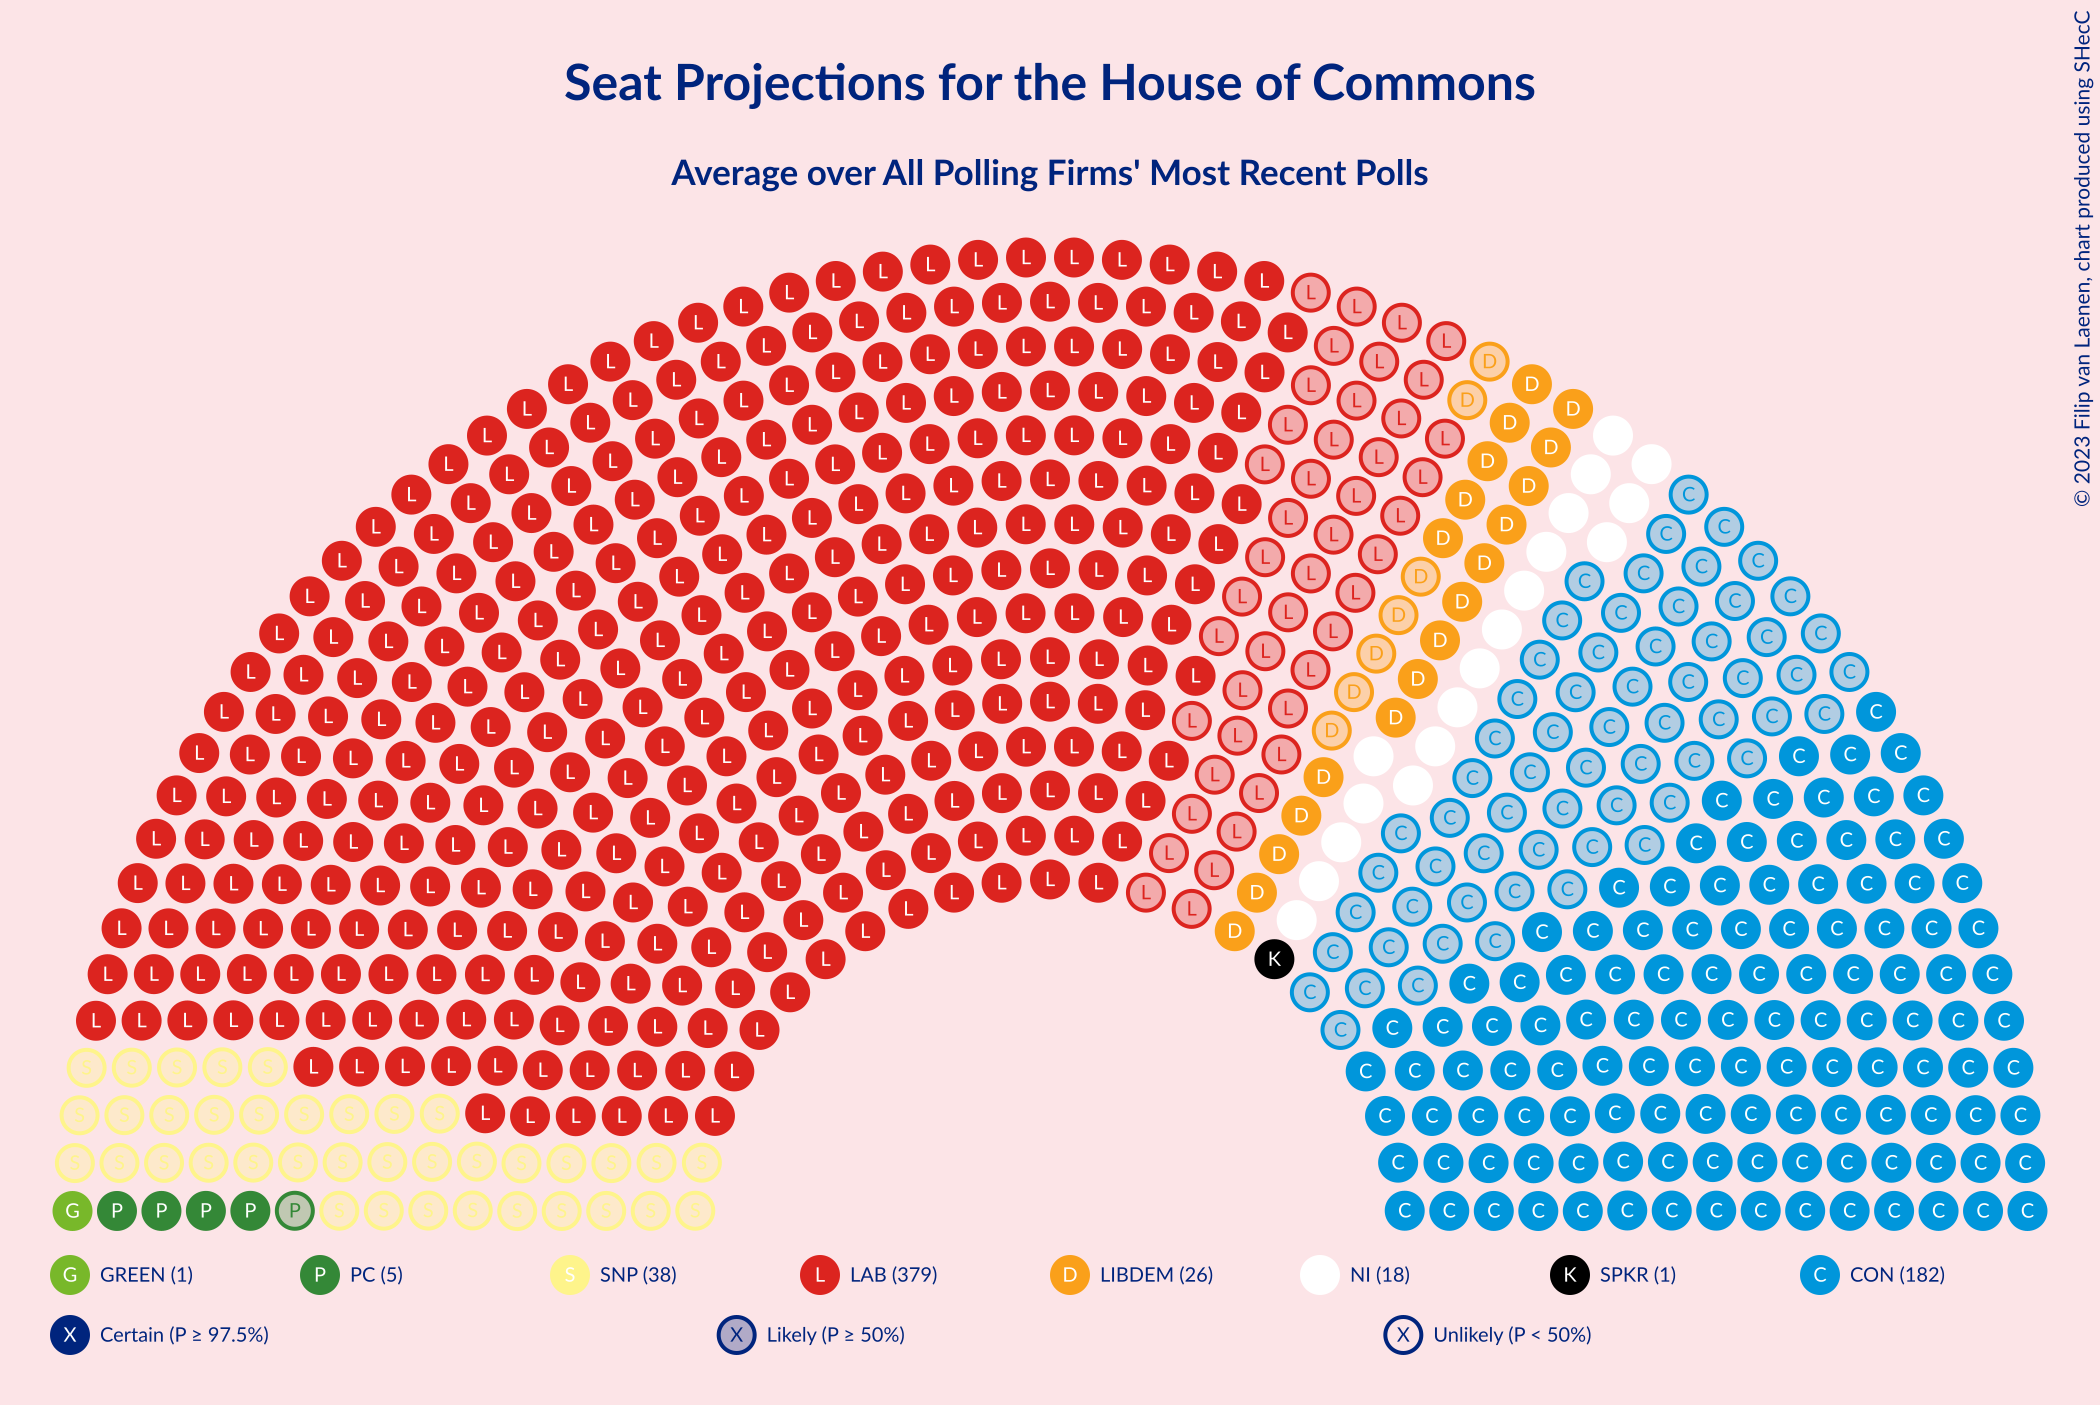 Seat Projections for the House of Commons
Average over All Polling Firms' Most Recent Polls
© 2023 Filip van Laenen, chart produced using SHecC
G GREEN (1) P PC (5) S SNP (38) L LAB (379) D LIBDEM (26) NI (18) K SPKR (1) C CON (182)
X Certain (P ≥ 97.5%) X Likely (P ≥ 50%) X Unlikely (P < 50%)